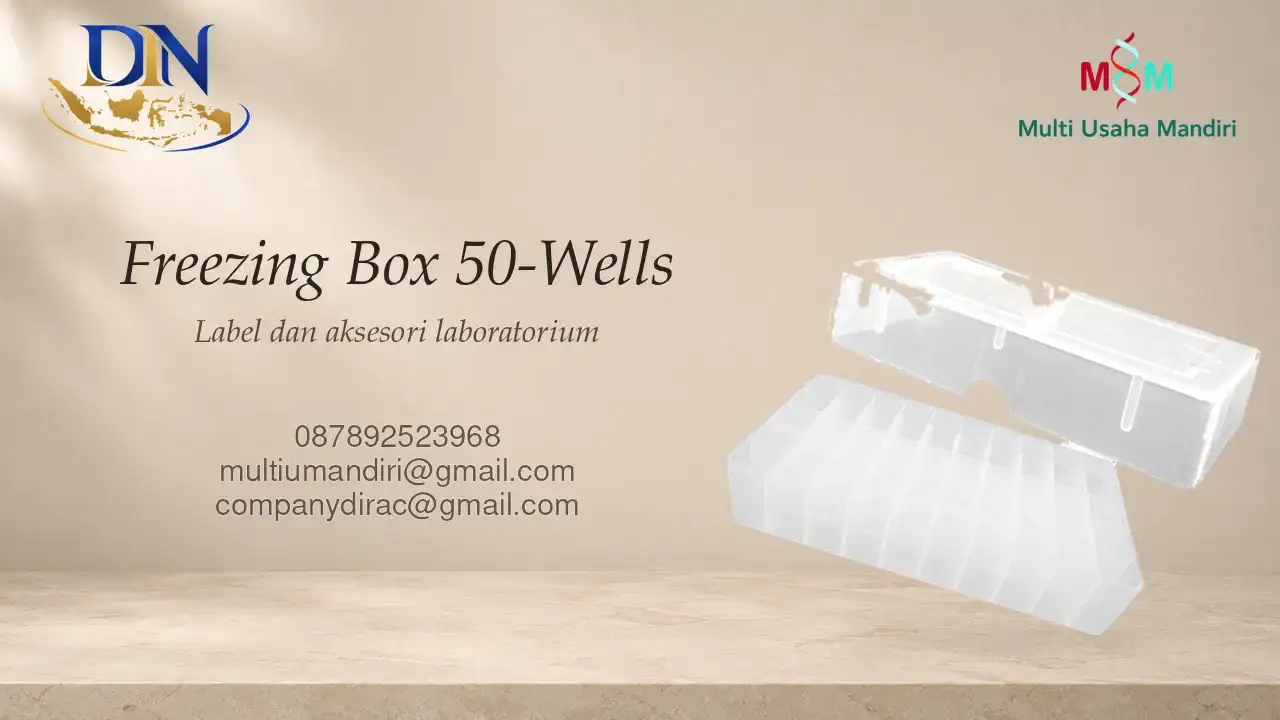 DIN
M M
Multi Usaha Mandiri
Freezing Box 50-Wells
Label dan aksesori laboratorium
087892523968
multiumandiri@gmail.com
companydirac@gmail.com